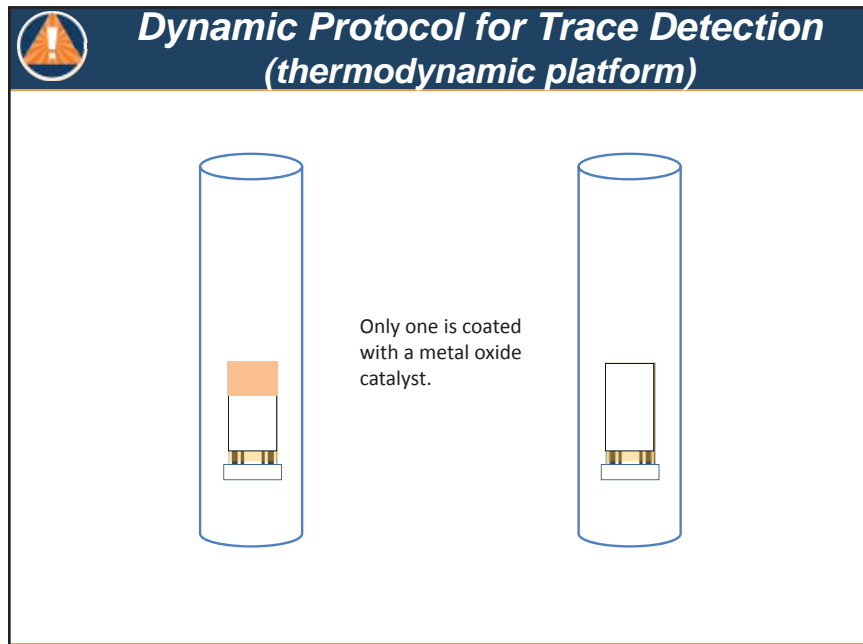 Dynamic Protocol for Trace Detection
(thermodynamic platform)
Only one is coated
with a metal oxide
catalyst.